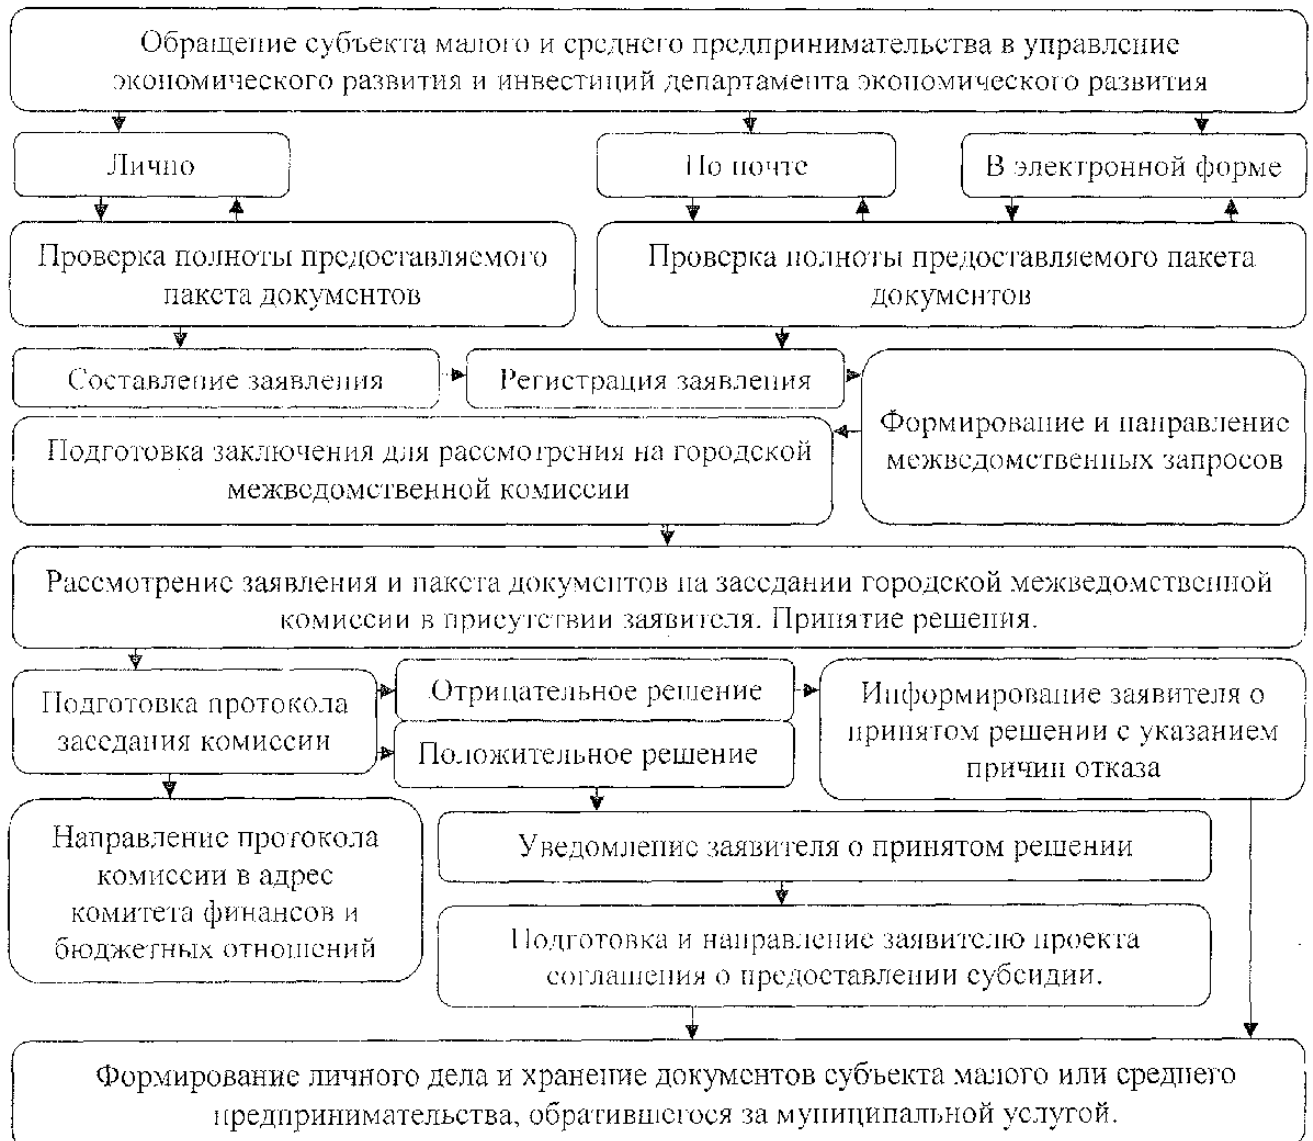 Обращение субъекта малого и среднего предпринимательства в управление
экономического развития и инвестиций департамента экономического развития
Лично
По почте
В электронной форме
Проверка полноты предоставляемого
пакета документов
Проверка полноты предоставляемого пакета
документов
Составление заявления
Регистрация заявления
Формирование и направление
межведомственных запросов
Подготовка заключения для рассмотрения на городской
межведомственной комиссии
Рассмотрение заявления и пакета документов на заседании городской межведомственной
комиссии в присутствии заявителя. Принятие решения.
Подготовка протокола
заседания комиссии
Отрицательное решение
Положительное решение
Информирование заявителя о
принятом решении с указанием
причин отказа
Направление протокола
комиссии в адрес
комитета финансов и
бюджетных отношений
Уведомление заявителя о принятом решении
Подготовка и направление заявителю проекта
соглашения о предоставлении субсидии.
Формирование личного дела и хранение документов субъекта малого или среднего
предпринимательства, обратившегося за муниципальной услугой.